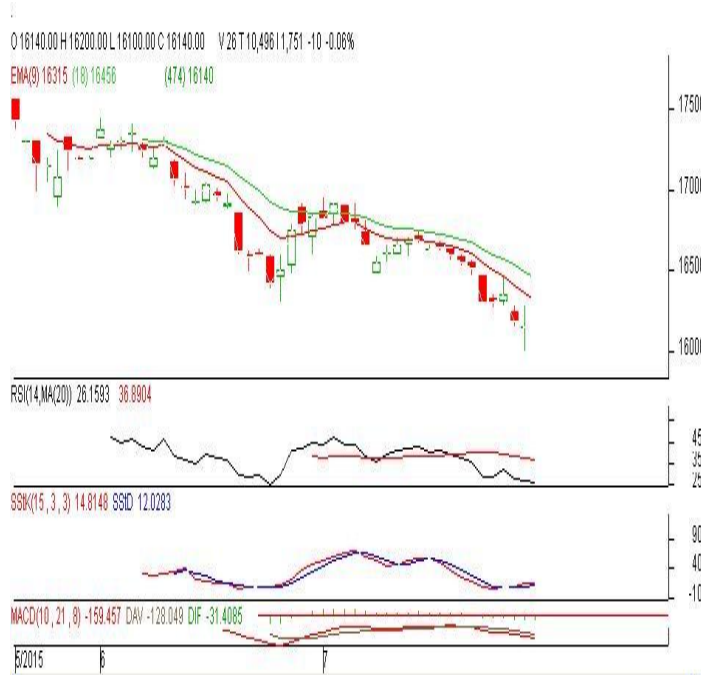 O 16140.00 H 16200.00 L 16100.00 C 16140.00 V 26 T 10,496 I 1,751 -10 -0.06%
EMA(9) 16315 (18) 16456 (474) 16140
17500
17000
16500
16000
RSI(14,MA(20)) 26.1593 36.8904
45
35
25
SStK(15, 3, 3) 14.8148 SStD 12.0283
90
40
-10
MACD(10, 21, 8) -159.457 DAV -128.049 DIF -31.4085
5/2015 6 7